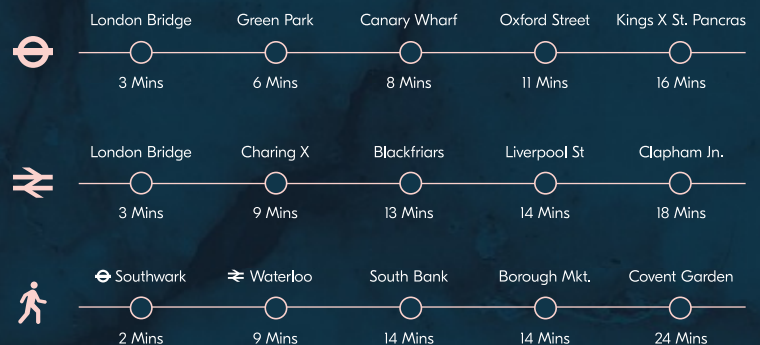 London Bridge Green Park Canary Wharf Oxford Street Kings X St. Pancras
3 Mins 6 Mins 8 Mins 11 Mins 16 Mins
London Bridge Charing X Blackfriars Liverpool St Clapham Jn.
3 Mins 9 Mins 13 Mins 14 Mins 18 Mins
Southwark Waterloo South Bank Borough Mkt. Covent Garden
2 Mins 9 Mins 14 Mins 14 Mins 24 Mins